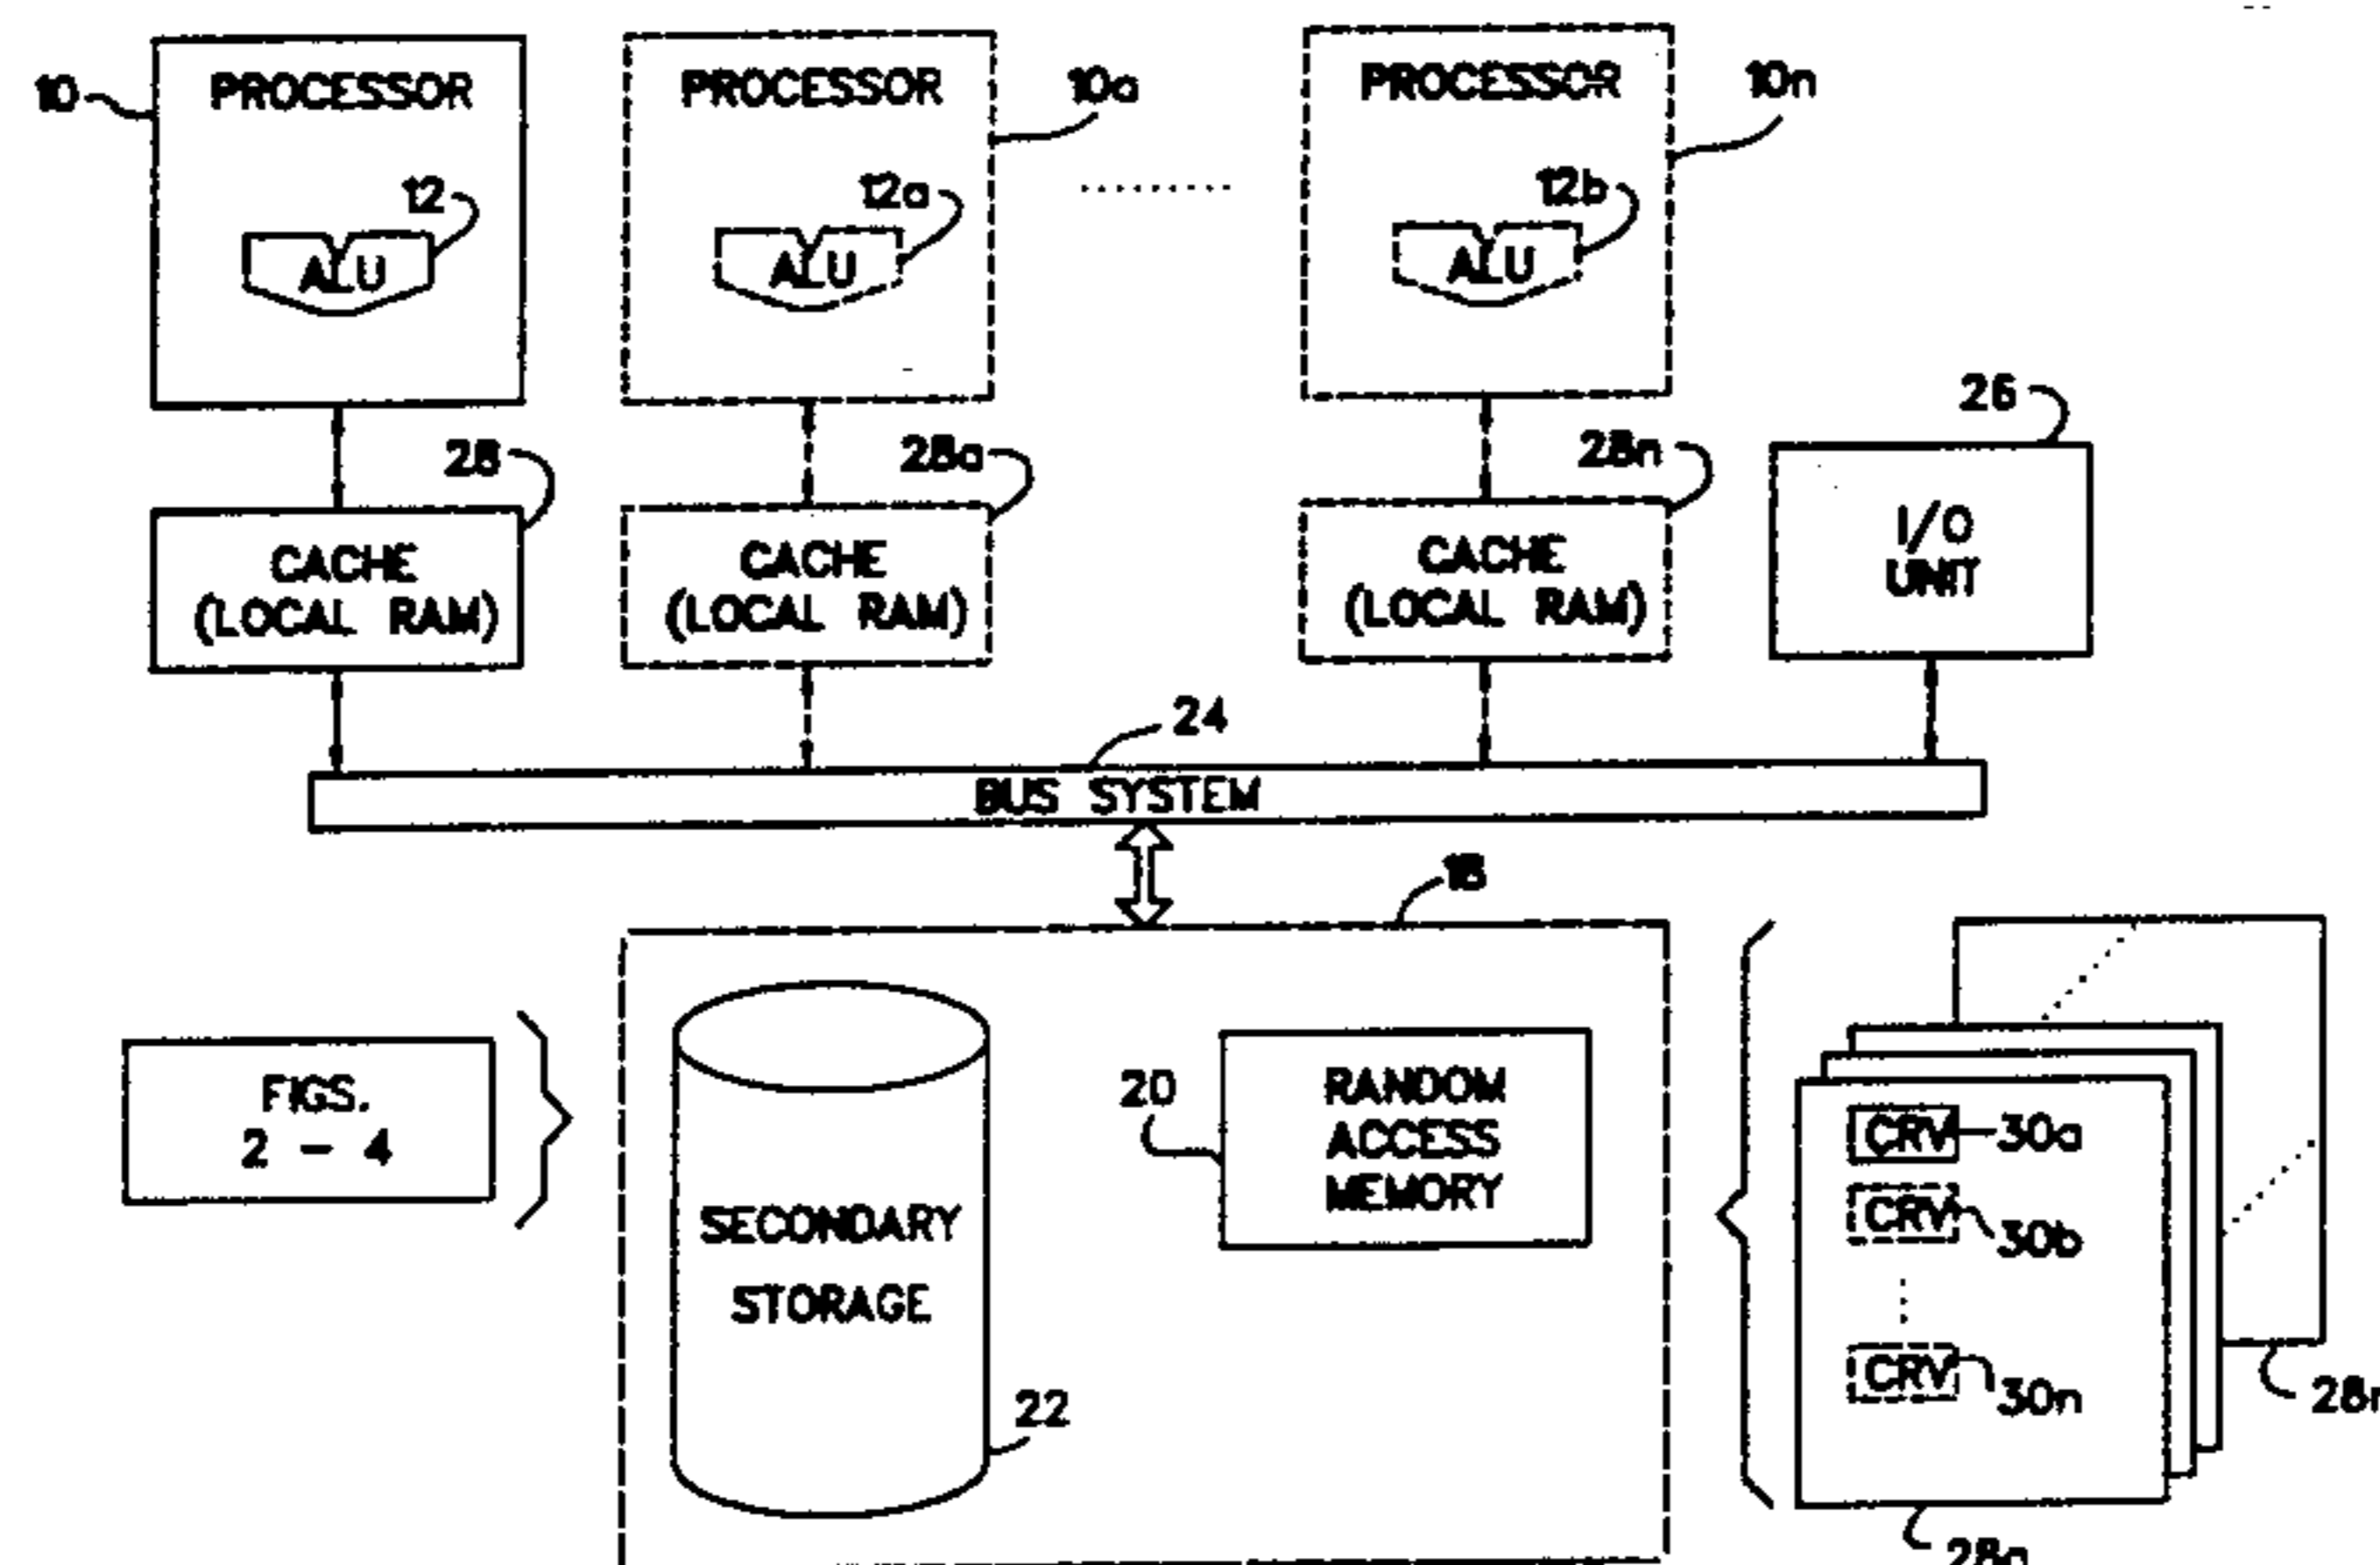 10
PROCESSOR
12
ALU
PROCESSOR
10a
12a
ALU
PROCESSOR
10n
12b
ALU
28
CACHE
(LOCAL RAM)
28a
CACHE
(LOCAL RAM)
28n
CACHE
(LOCAL RAM)
26
I/O
UNIT
24
BUS SYSTEM
18
FIGS.
2 - 4
SECONDARY
STORAGE
22
20
RANDOM
ACCESS
MEMORY
CRV
30a
CRV
30b
CRV
30n
28n
28a